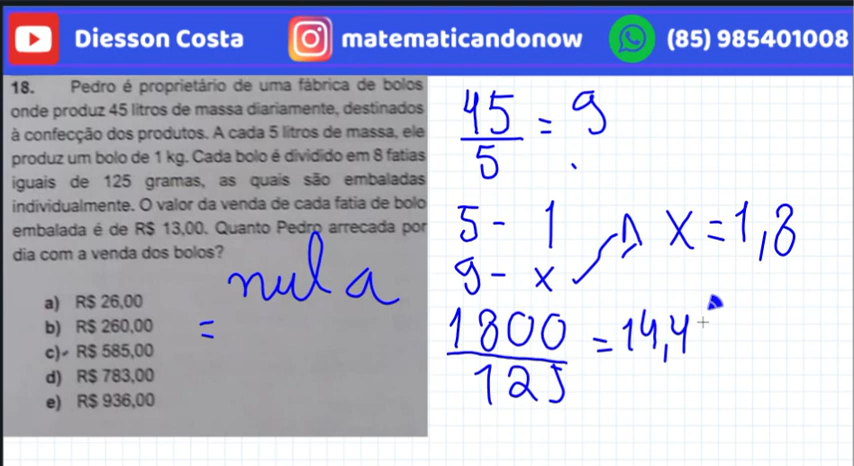 Diesson Costa matematicandonow (85) 985401008
18. Pedro é proprietário de uma fábrica de bolos
onde produz 45 litros de massa diariamente, destinados
à confecção dos produtos. A cada 5 litros de massa, ele
produz um bolo de 1 kg. Cada bolo é dividido em 8 fatias
iguais de 125 gramas, as quais são embaladas
individualmente. O valor da venda de cada fatia de bolo
embalada é de R$ 13,00. Quanto Pedro arrecada por
dia com a venda dos bolos?
a) R$ 26,00
b) R$ 260,00
c) R$ 585,00
d) R$ 783,00
e) R$ 936,00
= nula
45/5 = 9
5 - 1
9 - x
x = 1,8
1800/125 = 14,4